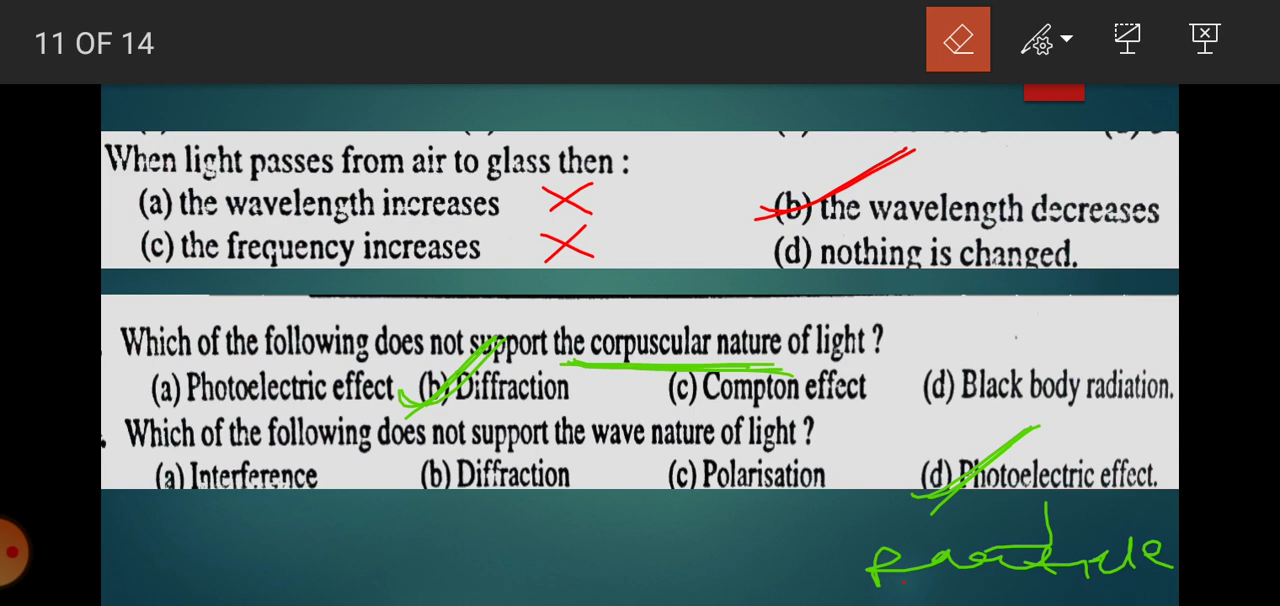 11 OF 14
When light passes from air to glass then :
(a) the wavelength increases (b) the wavelength decreases
(c) the frequency increases (d) nothing is changed.
Which of the following does not support the corpuscular nature of light ?
(a) Photoelectric effect (b) Diffraction (c) Compton effect (d) Black body radiation.
Which of the following does not support the wave nature of light ?
(a) Interference (b) Diffraction (c) Polarisation (d) Photoelectric effect.
particle